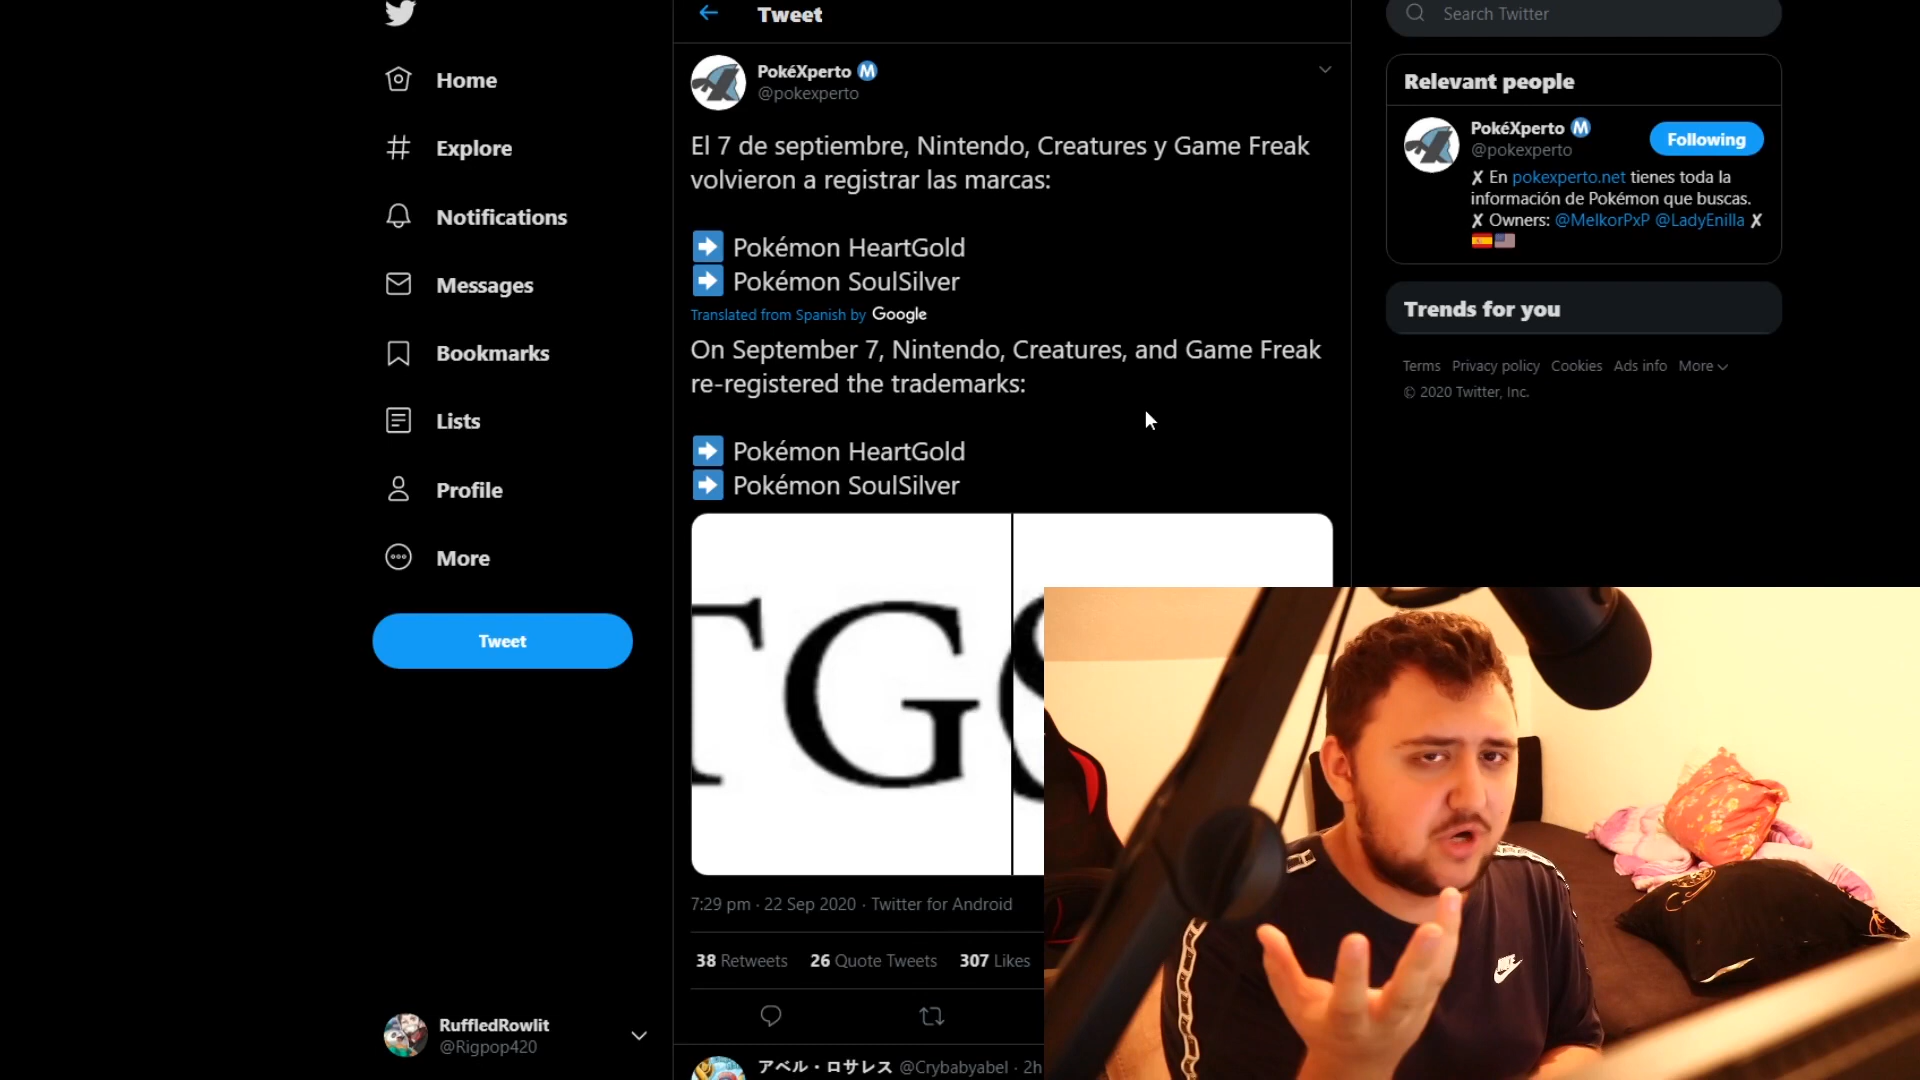 Home
Explore
Notifications
Messages
Bookmarks
Lists
Profile
More
Tweet
RuffledRowlit
@Rigpop420
Tweet
PokéXperto M
@pokexperto
El 7 de septiembre, Nintendo, Creatures y Game Freak
volvieron a registrar las marcas:
➡ Pokémon HeartGold
➡ Pokémon SoulSilver
Translated from Spanish by Google
On September 7, Nintendo, Creatures, and Game Freak
re-registered the trademarks:
➡ Pokémon HeartGold
➡ Pokémon SoulSilver
TG
7:29 pm · 22 Sep 2020 · Twitter for Android
38 Retweets 26 Quote Tweets 307 Likes
アベル・ロサレス @Crybabyabel · 2h
Search Twitter
Relevant people
PokéXperto M
@pokexperto
Following
✗ En pokexperto.net tienes toda la
información de Pokémon que buscas.
✗ Owners: @MelkorPxP @LadyEnilla ✗
Trends for you
Terms Privacy policy Cookies Ads info More
© 2020 Twitter, Inc.